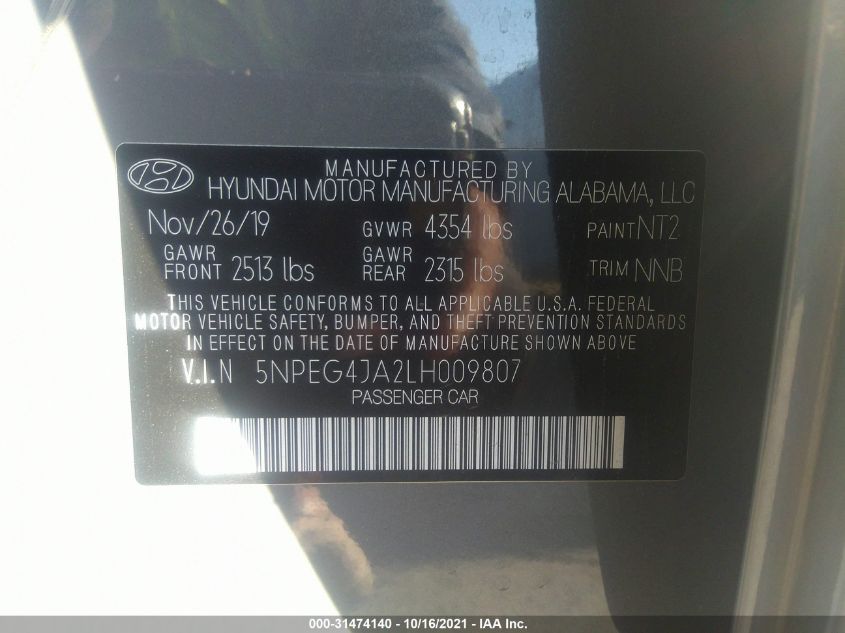 MANUFACTURED BY
HYUNDAI MOTOR MANUFACTURING ALABAMA, LLC
Nov/26/19 GVWR 4354 lbs PAINT NT2
GAWR FRONT 2513 lbs GAWR REAR 2315 lbs TRIM NNB
THIS VEHICLE CONFORMS TO ALL APPLICABLE U.S.A. FEDERAL
MOTOR VEHICLE SAFETY, BUMPER, AND THEFT PREVENTION STANDARDS
IN EFFECT ON THE DATE OF MANUFACTURE SHOWN ABOVE
V.I.N 5NPEG4JA2LH009807
PASSENGER CAR
000-31474140 - 10/16/2021 - IAA Inc.